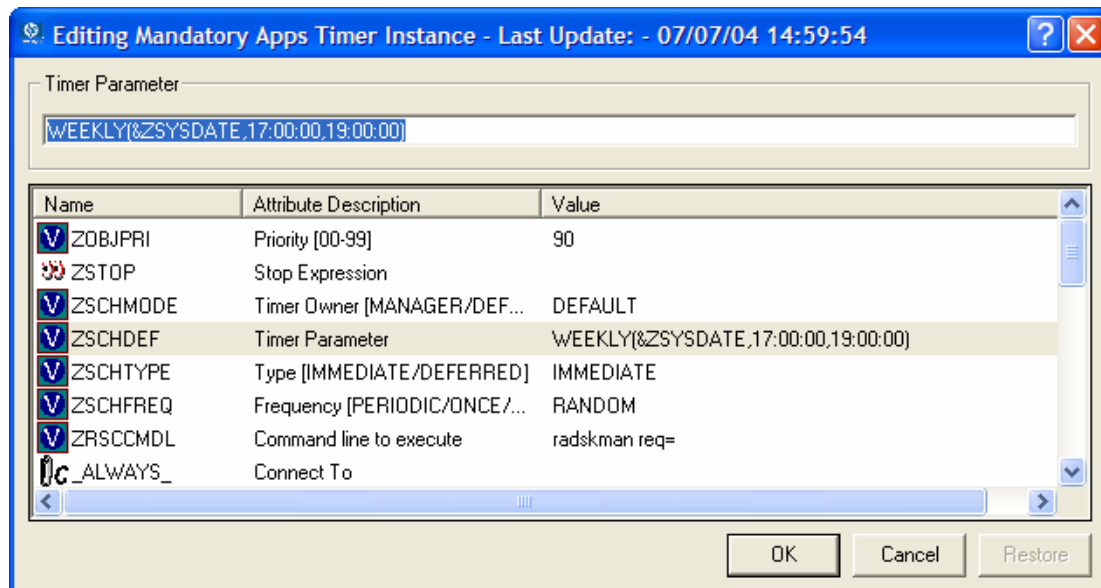 Editing Mandatory Apps Timer Instance - Last Update: - 07/07/04 14:59:54
Timer Parameter
WEEKLY(&ZSYSDATE,17:00:00,19:00:00)
Name Attribute Description Value
ZOBJPRI Priority [00-99] 90
ZSTOP Stop Expression
ZSCHMODE Timer Owner [MANAGER/DEF... DEFAULT
ZSCHDEF Timer Parameter WEEKLY(&ZSYSDATE,17:00:00,19:00:00)
ZSCHTYPE Type [IMMEDIATE/DEFERRED] IMMEDIATE
ZSCHFREQ Frequency [PERIODIC/ONCE/... RANDOM
ZRSCCMDL Command line to execute radskman req=
_ALWAYS_ Connect To
OK Cancel Restore